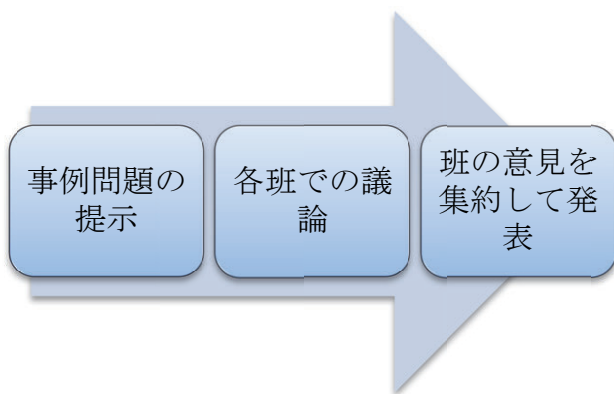 事例問題の
提示
各班での議
論
班の意見を
集約して発
表